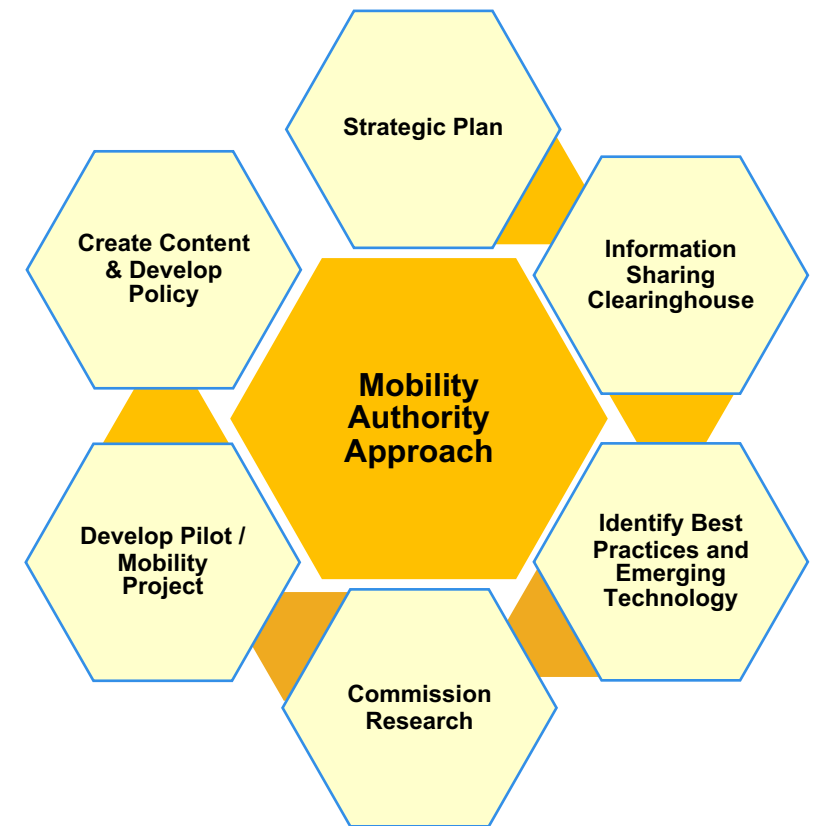 Strategic Plan
Information
Sharing
Clearinghouse
Identify Best
Practices and
Emerging
Technology
Commission
Research
Develop Pilot /
Mobility
Project
Create Content
& Develop
Policy
Mobility
Authority
Approach